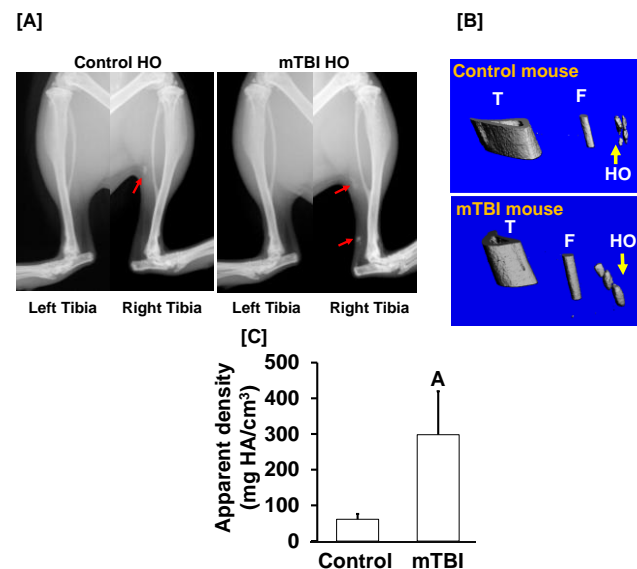 [A]
[B]
Control HO
mTBI HO
Left Tibia
Right Tibia
Left Tibia
Right Tibia
Control mouse
T
F
HO
mTBI mouse
T
F
HO
[C]
Apparent density
(mg HA/cm³)
500
400
300
200
100
0
A
Control
mTBI